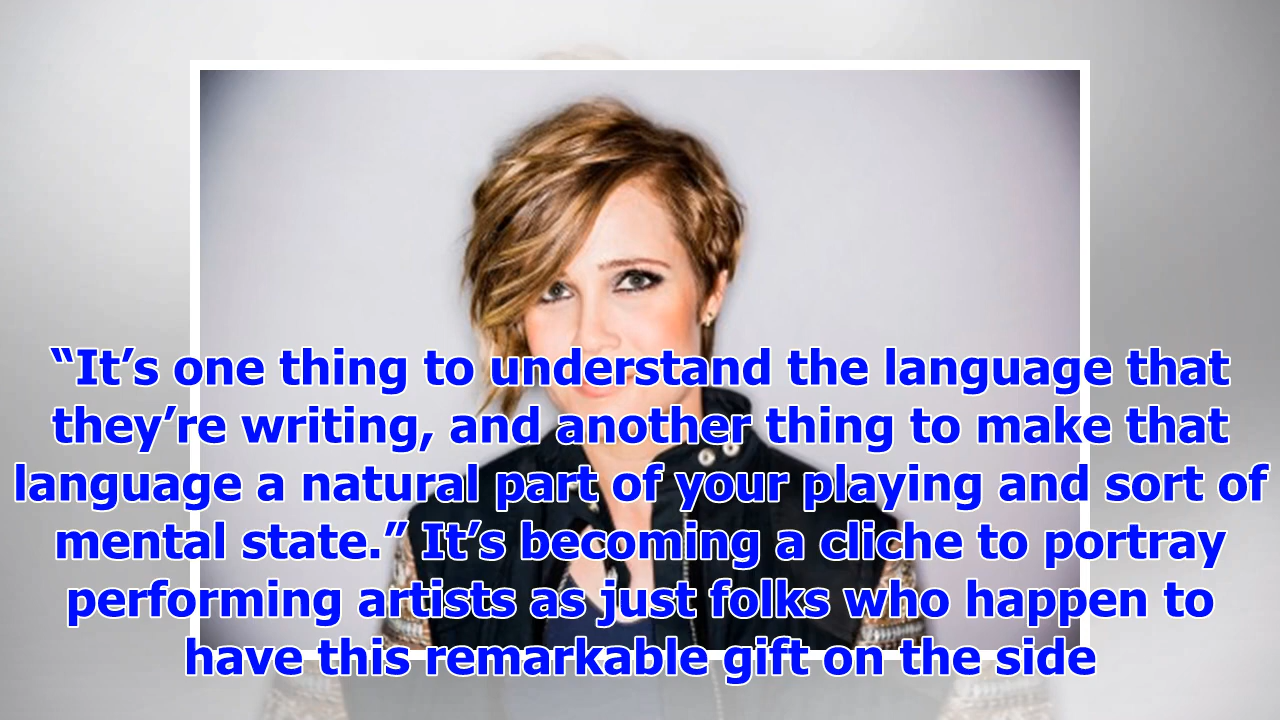 “It’s one thing to understand the language that
they’re writing, and another thing to make that
language a natural part of your playing and sort of
mental state.” It’s becoming a cliche to portray
performing artists as just folks who happen to
have this remarkable gift on the side